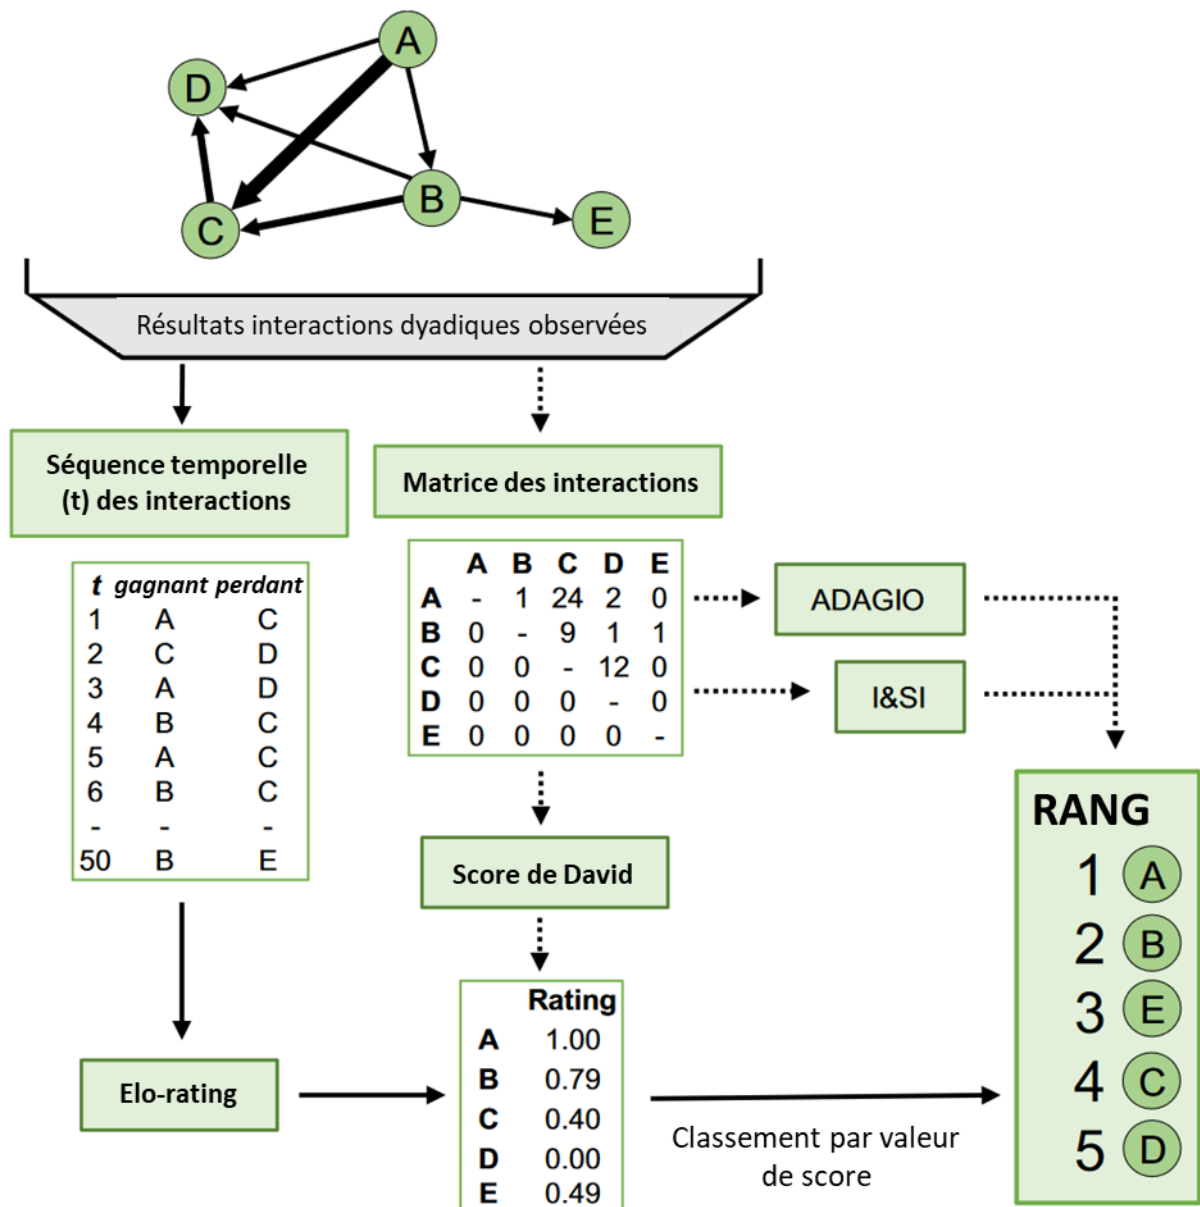 A
D
B
C
E
Résultats interactions dyadiques observées
Séquence temporelle
(t) des interactions
Matrice des interactions
t gagnant perdant
1 A C
2 C D
3 A D
4 B C
5 A C
6 B C
- - -
50 B E
A B C D E
A - 1 24 2 0
B 0 - 9 1 1
C 0 0 - 12 0
D 0 0 0 - 0
E 0 0 0 0 -
ADAGIO
I&SI
Score de David
Elo-rating
Rating
A 1.00
B 0.79
C 0.40
D 0.00
E 0.49
Classement par valeur
de score
RANG
1 A
2 B
3 E
4 C
5 D